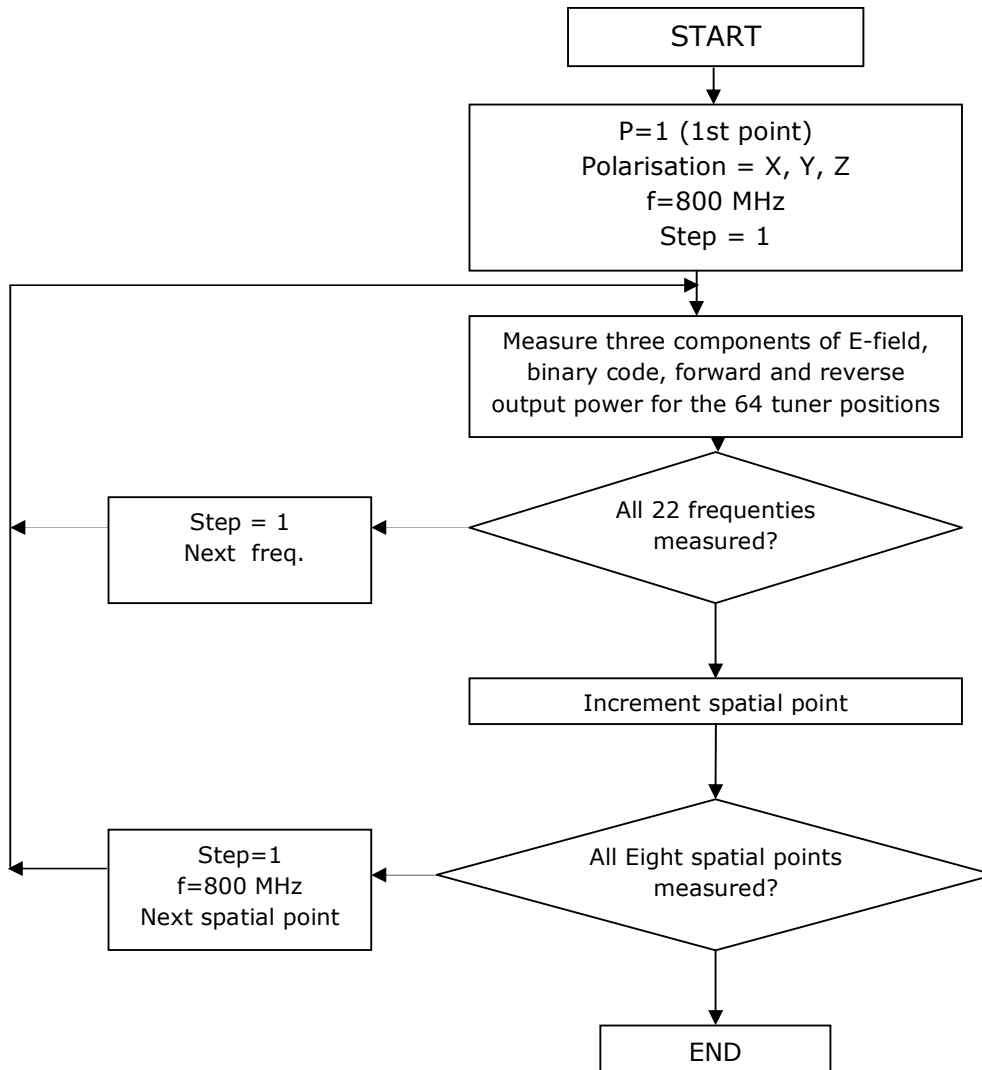 START
P=1 (1st point)
Polarisation = X, Y, Z
f=800 MHz
Step = 1
Measure three components of E-field,
binary code, forward and reverse
output power for the 64 tuner positions
All 22 frequenties
measured?
Step = 1
Next freq.
Increment spatial point
All Eight spatial points
measured?
Step=1
f=800 MHz
Next spatial point
END